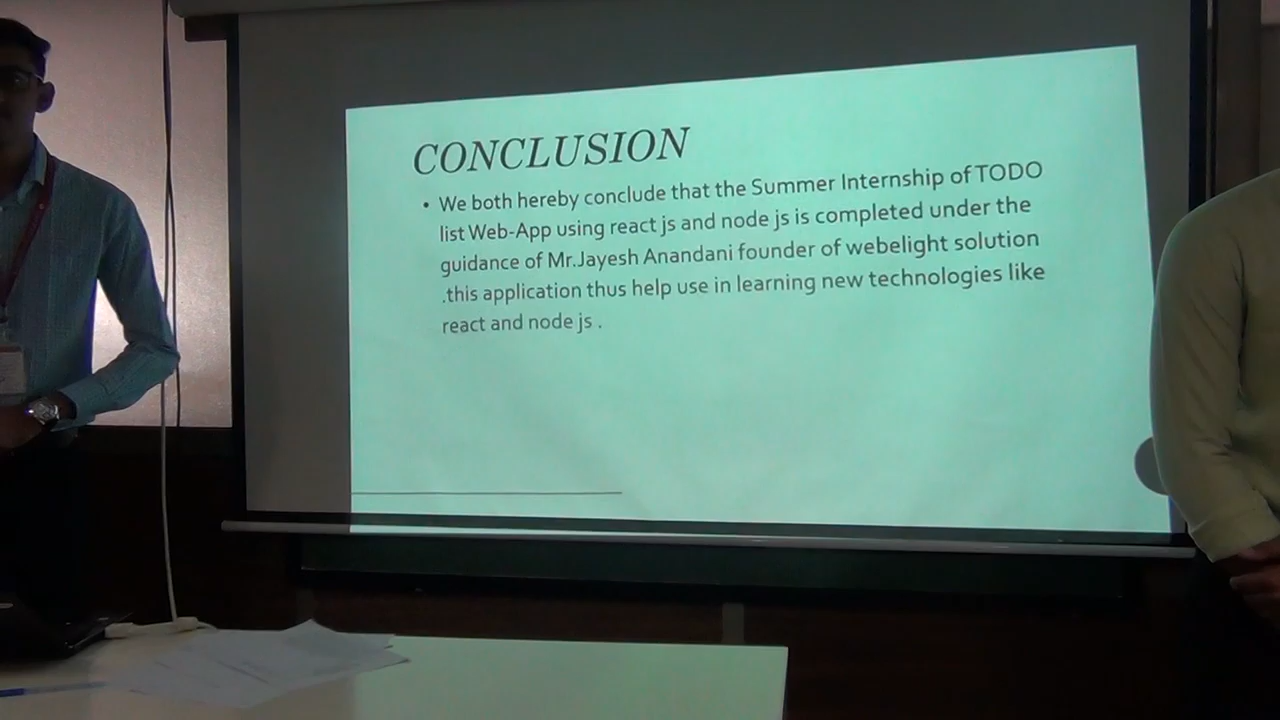 CONCLUSION
• We both hereby conclude that the Summer Internship of TODO
list Web-App using react js and node js is completed under the
guidance of Mr.Jayesh Anandani founder of webelight solution
.this application thus help use in learning new technologies like
react and node js .